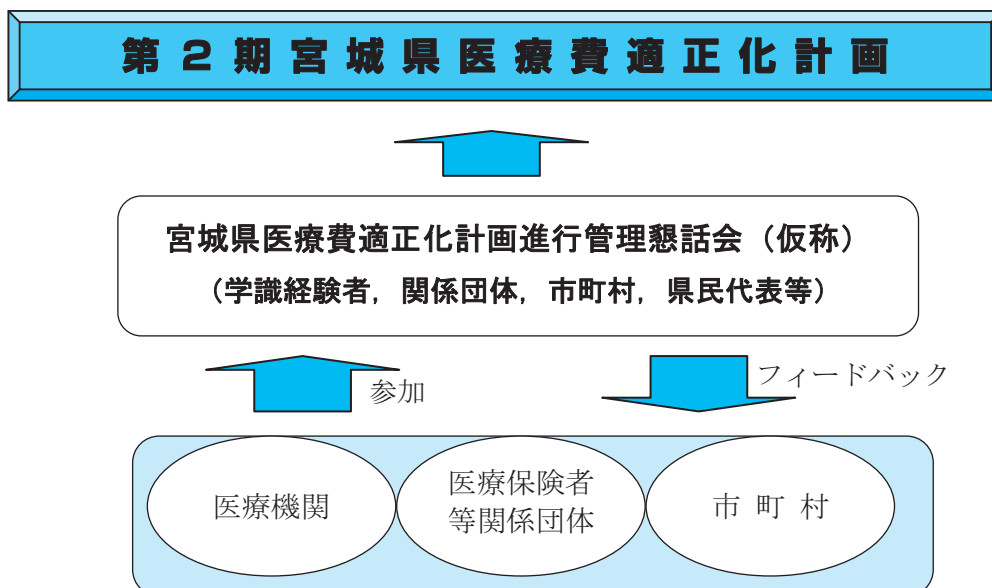 第２期宮城県医療費適正化計画
宮城県医療費適正化計画進行管理懇話会（仮称）
（学識経験者，関係団体，市町村，県民代表等）
参加
フィードバック
医療機関
医療保険者
等関係団体
市 町 村